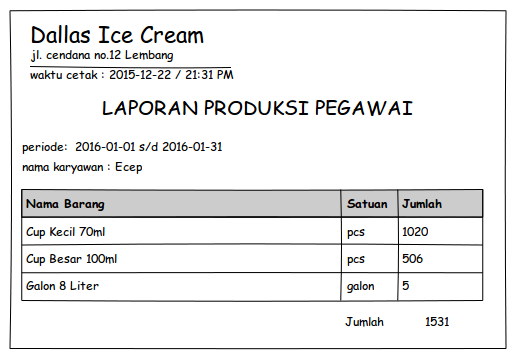 Dallas Ice Cream
jl. cendana no.12 Lembang
waktu cetak : 2015-12-22 / 21:31 PM
LAPORAN PRODUKSI PEGAWAI
periode: 2016-01-01 s/d 2016-01-31
nama karyawan : Ecep
Nama Barang Satuan Jumlah
Cup Kecil 70ml pcs 1020
Cup Besar 100ml pcs 506
Galon 8 Liter galon 5
Jumlah 1531